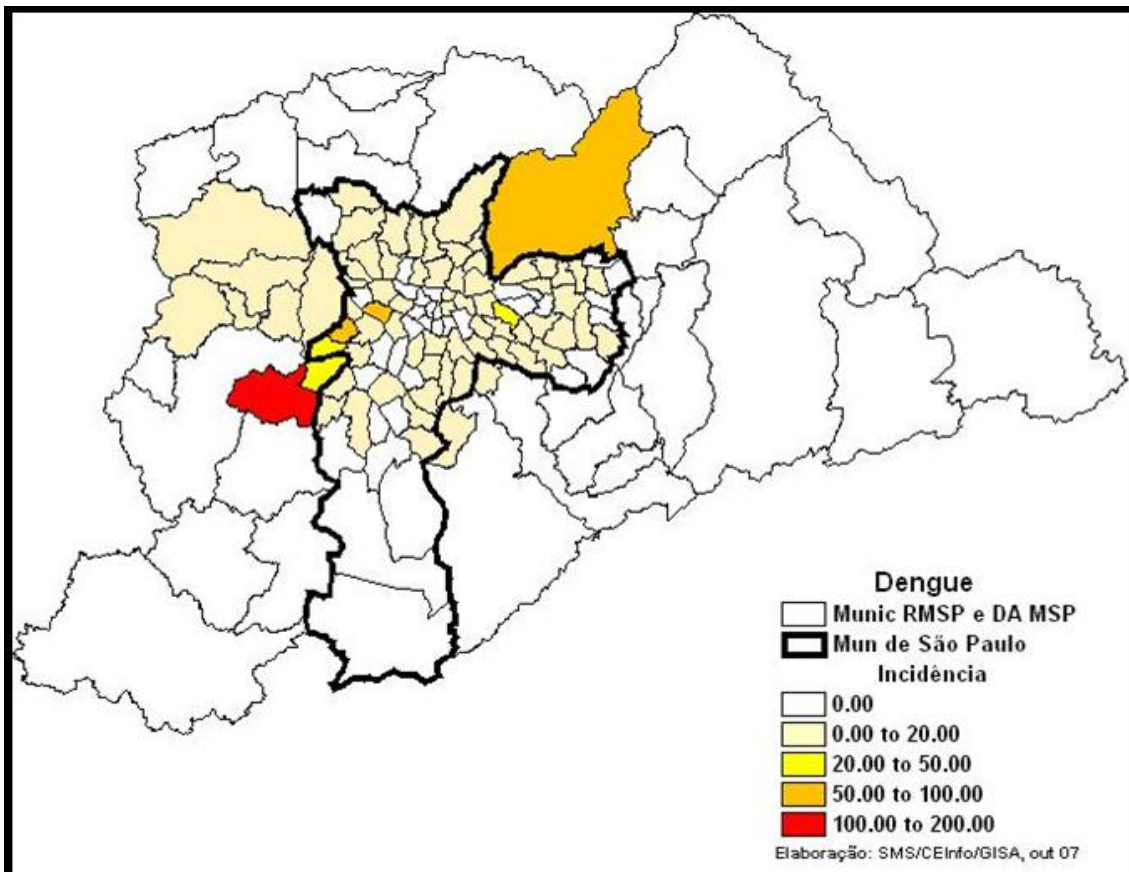 Dengue
Munic RMSP e DA MSP
Mun de São Paulo
Incidência
0.00
0.00 to 20.00
20.00 to 50.00
50.00 to 100.00
100.00 to 200.00
Elaboração: SMS/CEInfo/GISA, out 07